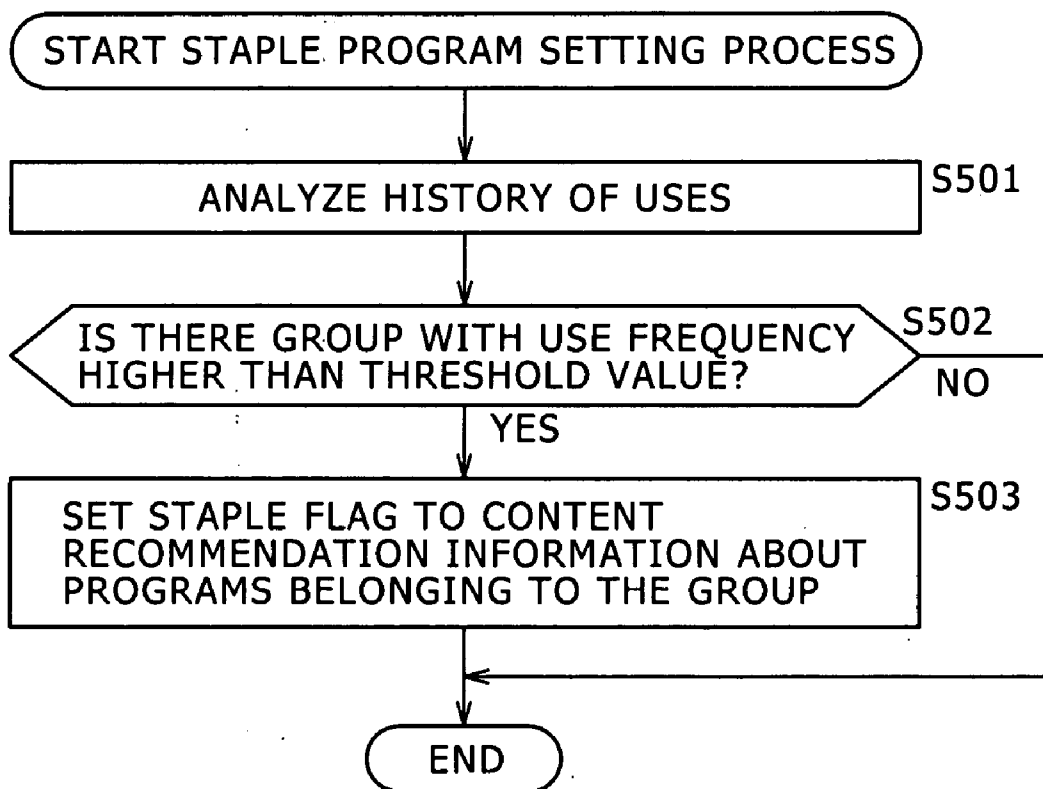 START STAPLE PROGRAM SETTING PROCESS
ANALYZE HISTORY OF USES
S501
IS THERE GROUP WITH USE FREQUENCY
HIGHER THAN THRESHOLD VALUE?
S502
NO
YES
SET STAPLE FLAG TO CONTENT
RECOMMENDATION INFORMATION ABOUT
PROGRAMS BELONGING TO THE GROUP
S503
END